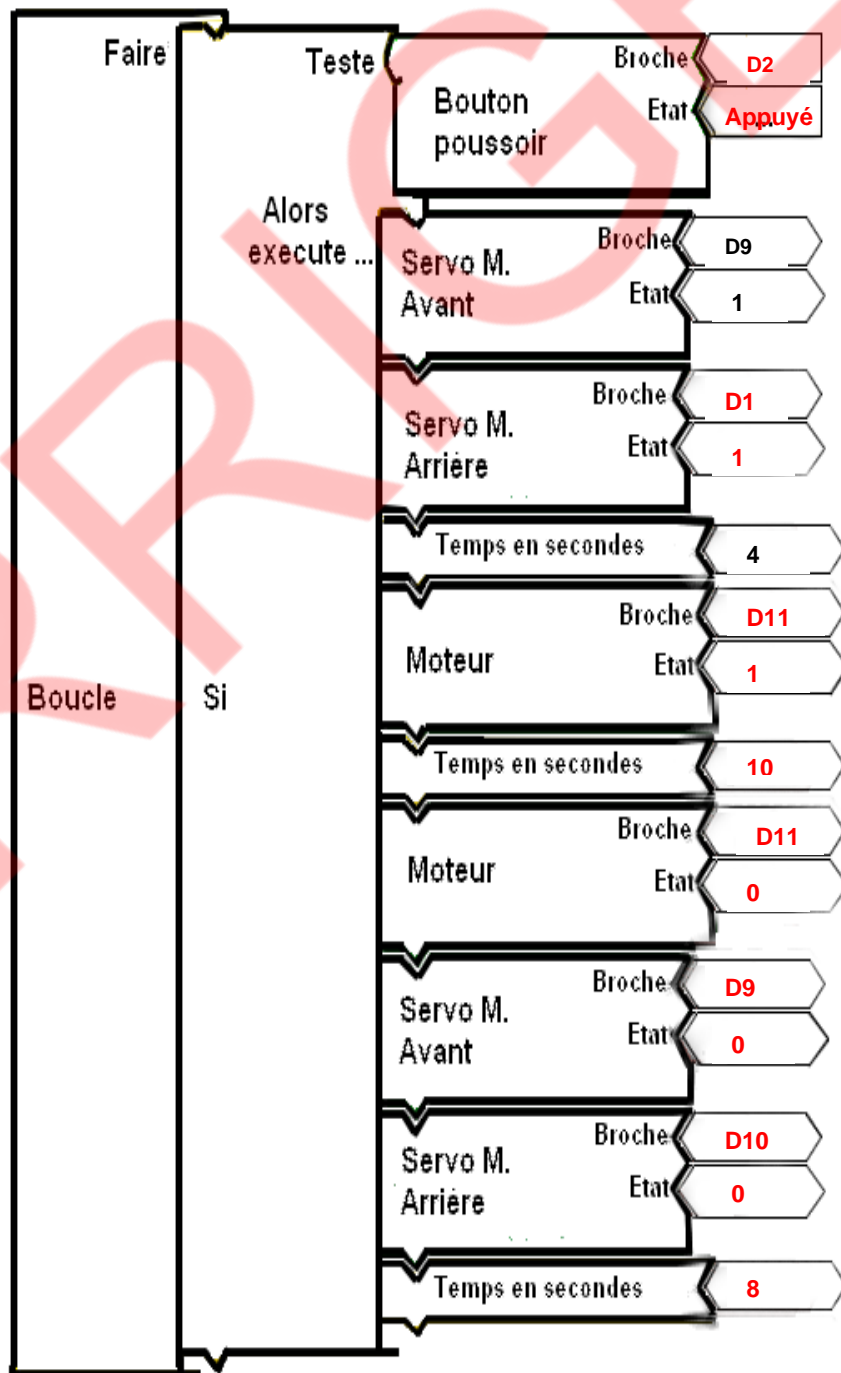 Faire
Teste
Broche
D2
Bouton
poussoir
Etat
Appuyé
...
Alors
execute ...
Servo M.
Avant
Broche
D9
Etat
1
Servo M.
Arrière
Broche
D1
Etat
1
Temps en secondes
4
Moteur
Broche
D11
Etat
1
Boucle
Si
Temps en secondes
10
Moteur
Broche
D11
Etat
0
Servo M.
Avant
Broche
D9
Etat
0
Servo M.
Arrière
Broche
D10
Etat
0
Temps en secondes
8
RRIGE